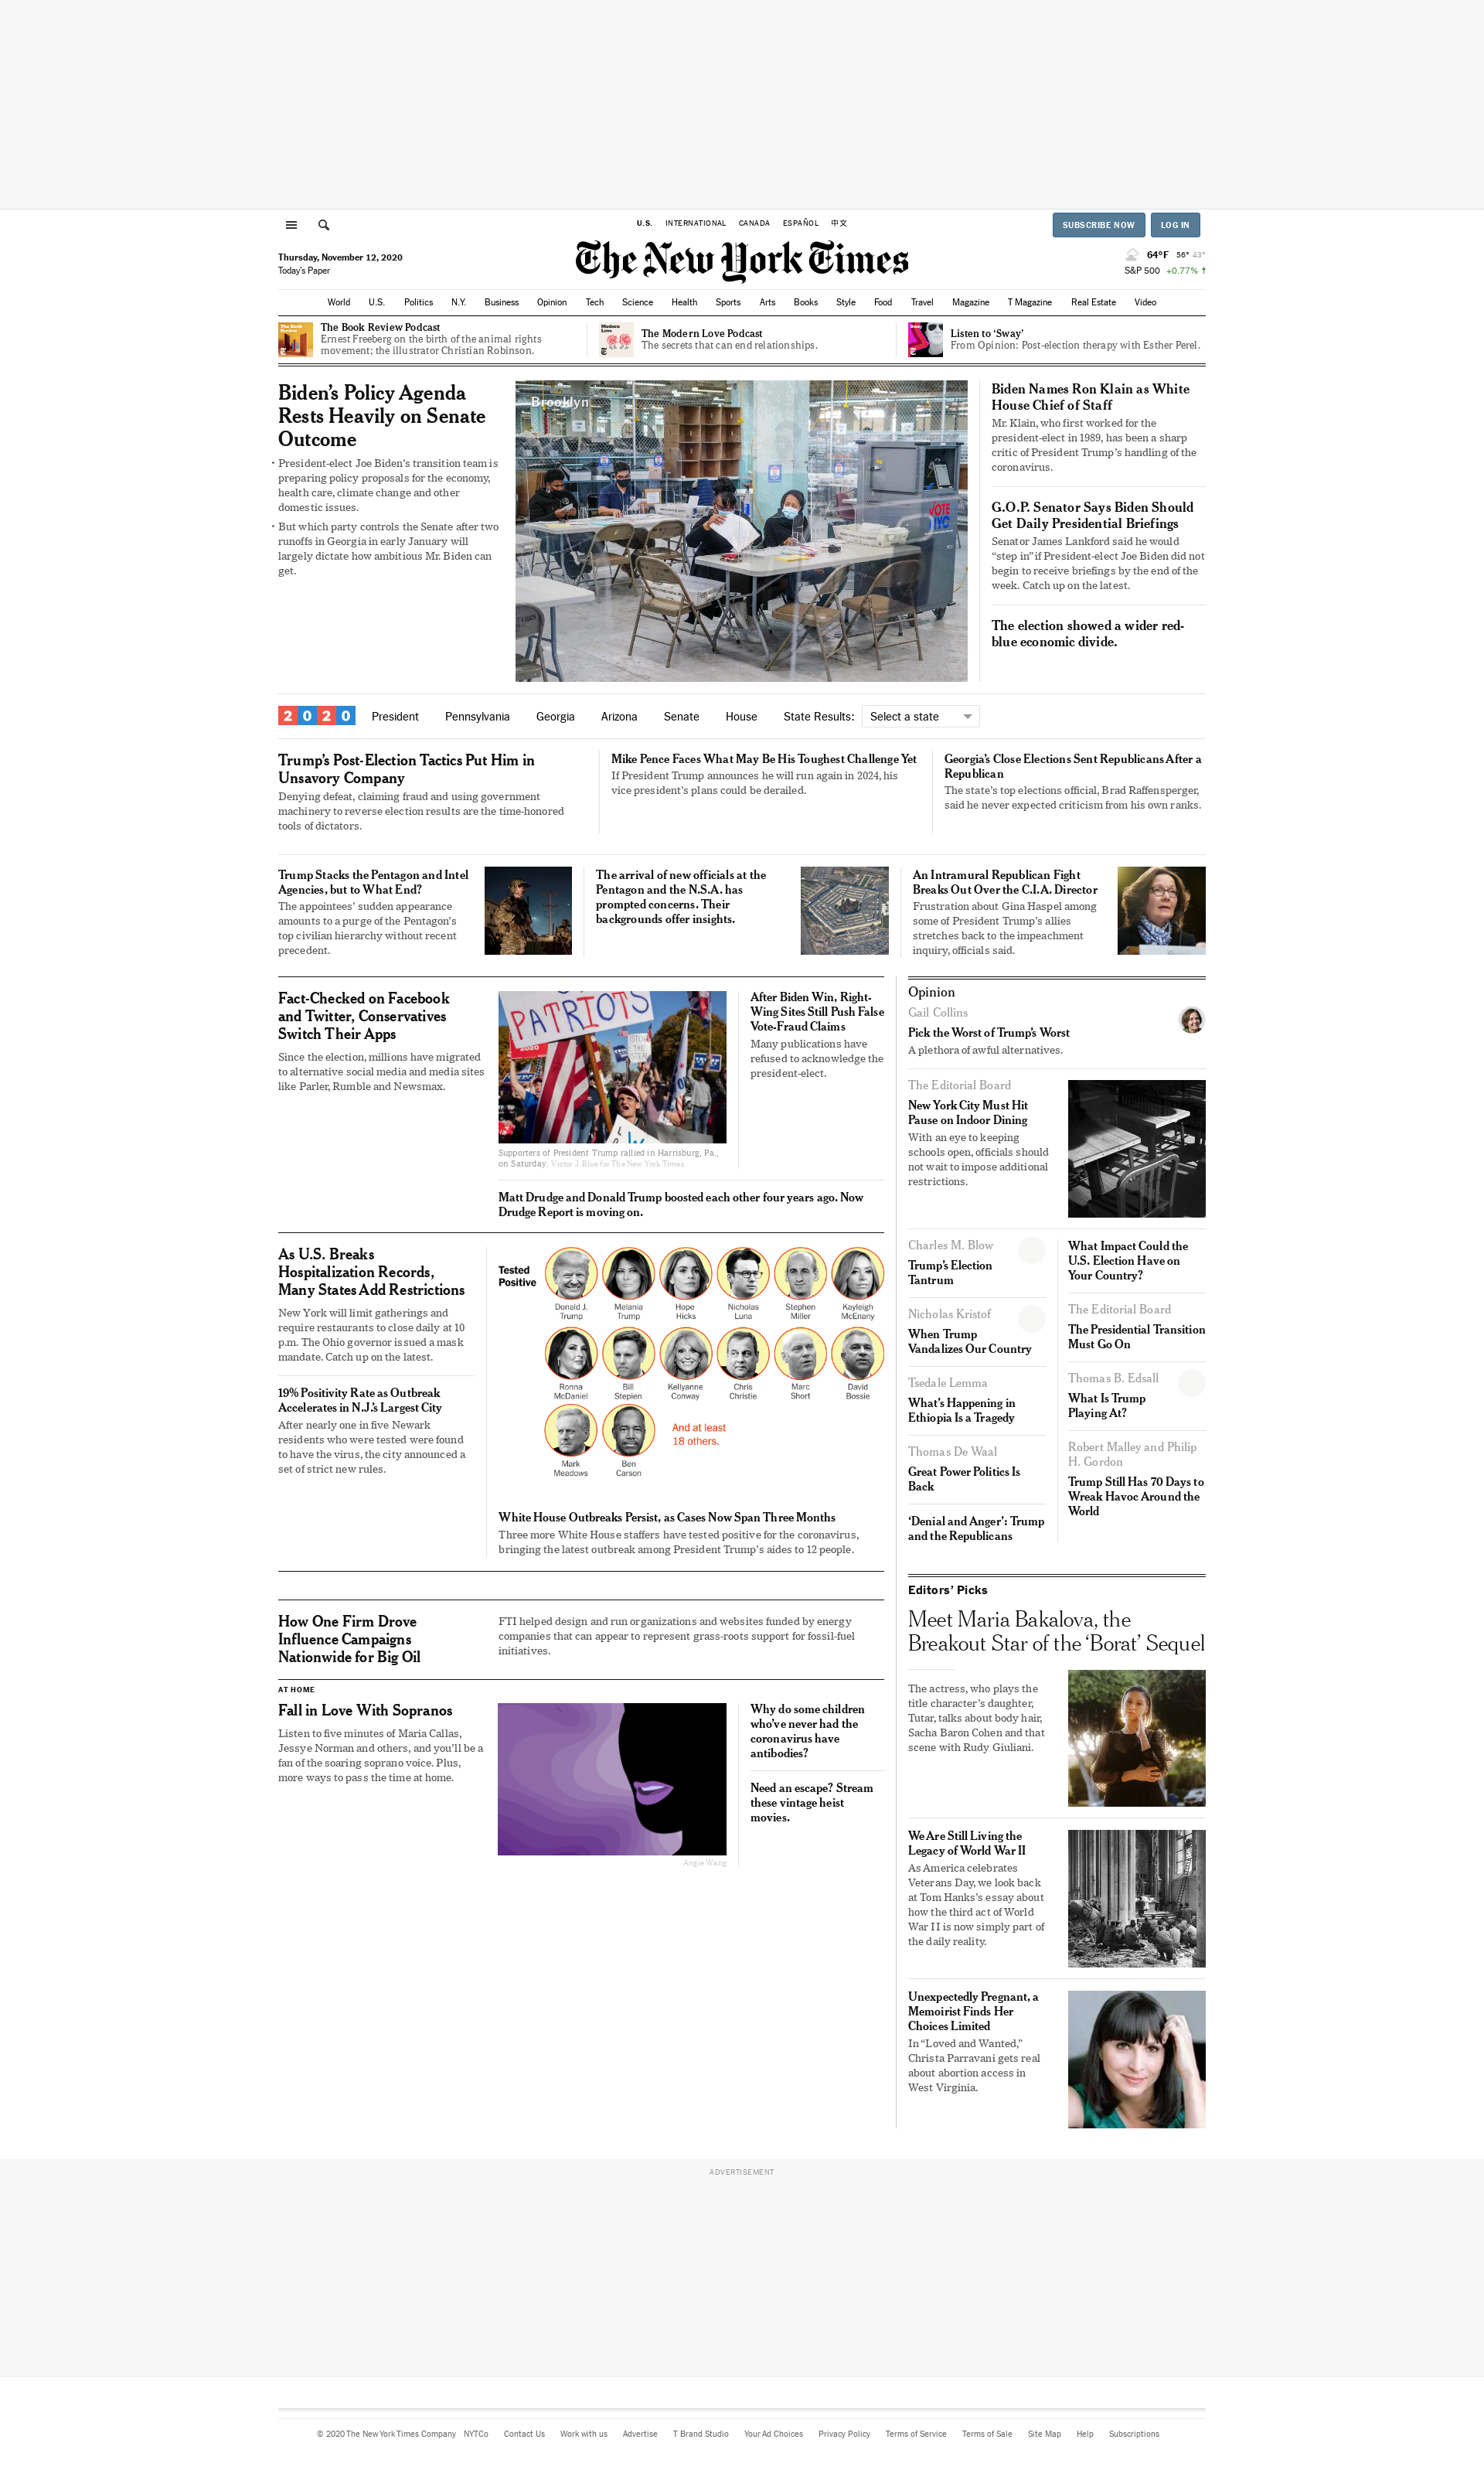 U.S. INTERNATIONAL CANADA ESPAÑOL 中文
SUBSCRIBE NOW LOG IN
Thursday, November 12, 2020
Today's Paper
The New York Times
64°F 56° 43°
S&P 500 +0.77% ↑
World U.S. Politics N.Y. Business Opinion Tech Science Health Sports Arts Books Style Food Travel Magazine T Magazine Real Estate Video
The Book Review Podcast
Ernest Freeberg on the birth of the animal rights
movement; the illustrator Christian Robinson.
The Modern Love Podcast
The secrets that can end relationships.
Listen to ‘Sway’
From Opinion: Post-election therapy with Esther Perel.
Biden’s Policy Agenda
Rests Heavily on Senate
Outcome
• President-elect Joe Biden’s transition team is
preparing policy proposals for the economy,
health care, climate change and other
domestic issues.
• But which party controls the Senate after two
runoffs in Georgia in early January will
largely dictate how ambitious Mr. Biden can
get.
Brooklyn
VOTE
NYC
Biden Names Ron Klain as White
House Chief of Staff
Mr. Klain, who first worked for the
president-elect in 1989, has been a sharp
critic of President Trump’s handling of the
coronavirus.
G.O.P. Senator Says Biden Should
Get Daily Presidential Briefings
Senator James Lankford said he would
“step in” if President-elect Joe Biden did not
begin to receive briefings by the end of the
week. Catch up on the latest.
The election showed a wider red-
blue economic divide.
2020 President Pennsylvania Georgia Arizona Senate House State Results: Select a state
Trump’s Post-Election Tactics Put Him in
Unsavory Company
Denying defeat, claiming fraud and using government
machinery to reverse election results are the time-honored
tools of dictators.
Mike Pence Faces What May Be His Toughest Challenge Yet
If President Trump announces he will run again in 2024, his
vice president’s plans could be derailed.
Georgia’s Close Elections Sent Republicans After a
Republican
The state’s top elections official, Brad Raffensperger,
said he never expected criticism from his own ranks.
Trump Stacks the Pentagon and Intel
Agencies, but to What End?
The appointees’ sudden appearance
amounts to a purge of the Pentagon’s
top civilian hierarchy without recent
precedent.
The arrival of new officials at the
Pentagon and the N.S.A. has
prompted concerns. Their
backgrounds offer insights.
An Intramural Republican Fight
Breaks Out Over the C.I.A. Director
Frustration about Gina Haspel among
some of President Trump’s allies
stretches back to the impeachment
inquiry, officials said.
Fact-Checked on Facebook
and Twitter, Conservatives
Switch Their Apps
Since the election, millions have migrated
to alternative social media and media sites
like Parler, Rumble and Newsmax.
PATRIOTS
Supporters of President Trump rallied in Harrisburg, Pa.,
on Saturday. Victor J. Blue for The New York Times
After Biden Win, Right-
Wing Sites Still Push False
Vote-Fraud Claims
Many publications have
refused to acknowledge the
president-elect.
Matt Drudge and Donald Trump boosted each other four years ago. Now
Drudge Report is moving on.
As U.S. Breaks
Hospitalization Records,
Many States Add Restrictions
New York will limit gatherings and
require restaurants to close daily at 10
p.m. The Ohio governor issued a mask
mandate. Catch up on the latest.
19% Positivity Rate as Outbreak
Accelerates in N.J.’s Largest City
After nearly one in five Newark
residents who were tested were found
to have the virus, the city announced a
set of strict new rules.
Tested
Positive
Donald J. Trump
Melania Trump
Hope Hicks
Nicholas Luna
Stephen Miller
Kayleigh McEnany
Ronna McDaniel
Bill Stepien
Kellyanne Conway
Chris Christie
Marc Short
David Bossie
Mark Meadows
Ben Carson
And at least
18 others.
White House Outbreaks Persist, as Cases Now Span Three Months
Three more White House staffers have tested positive for the coronavirus,
bringing the latest outbreak among President Trump’s aides to 12 people.
How One Firm Drove
Influence Campaigns
Nationwide for Big Oil
FTI helped design and run organizations and websites funded by energy
companies that can appear to represent grass-roots support for fossil-fuel
initiatives.
AT HOME
Fall in Love With Sopranos
Listen to five minutes of Maria Callas,
Jessye Norman and others, and you’ll be a
fan of the soaring soprano voice. Plus,
more ways to pass the time at home.
Angie Wang
Why do some children
who’ve never had the
coronavirus have
antibodies?
Need an escape? Stream
these vintage heist
movies.
Opinion
Gail Collins
Pick the Worst of Trump’s Worst
A plethora of awful alternatives.
The Editorial Board
New York City Must Hit
Pause on Indoor Dining
With an eye to keeping
schools open, officials should
not wait to impose additional
restrictions.
Charles M. Blow
Trump’s Election
Tantrum
Nicholas Kristof
When Trump
Vandalizes Our Country
Tsedale Lemma
What’s Happening in
Ethiopia Is a Tragedy
Thomas De Waal
Great Power Politics Is
Back
‘Denial and Anger’: Trump
and the Republicans
What Impact Could the
U.S. Election Have on
Your Country?
The Editorial Board
The Presidential Transition
Must Go On
Thomas B. Edsall
What Is Trump
Playing At?
Robert Malley and Philip
H. Gordon
Trump Still Has 70 Days to
Wreak Havoc Around the
World
Editors’ Picks
Meet Maria Bakalova, the
Breakout Star of the ‘Borat’ Sequel
The actress, who plays the
title character’s daughter,
Tutar, talks about body hair,
Sacha Baron Cohen and that
scene with Rudy Giuliani.
We Are Still Living the
Legacy of World War II
As America celebrates
Veterans Day, we look back
at Tom Hanks’s essay about
how the third act of World
War II is now simply part of
the daily reality.
Unexpectedly Pregnant, a
Memoirist Finds Her
Choices Limited
In “Loved and Wanted,”
Christa Parravani gets real
about abortion access in
West Virginia.
ADVERTISEMENT
© 2020 The New York Times Company NYTCo Contact Us Work with us Advertise T Brand Studio Your Ad Choices Privacy Policy Terms of Service Terms of Sale Site Map Help Subscriptions